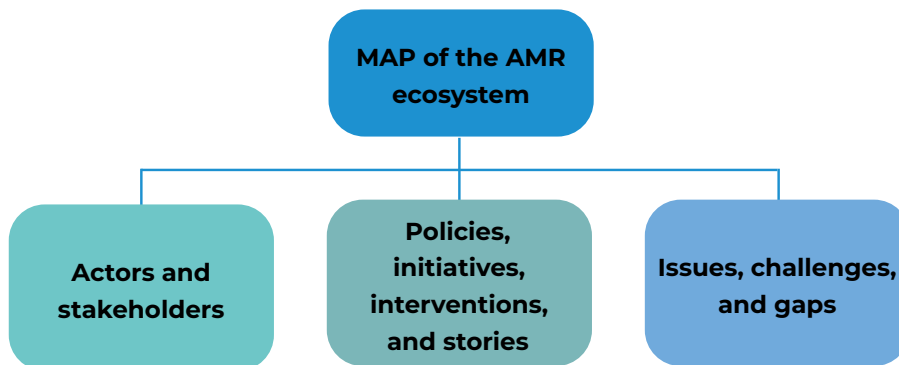 MAP of the AMR
ecosystem
Actors and
stakeholders
Policies,
initiatives,
interventions,
and stories
Issues, challenges,
and gaps